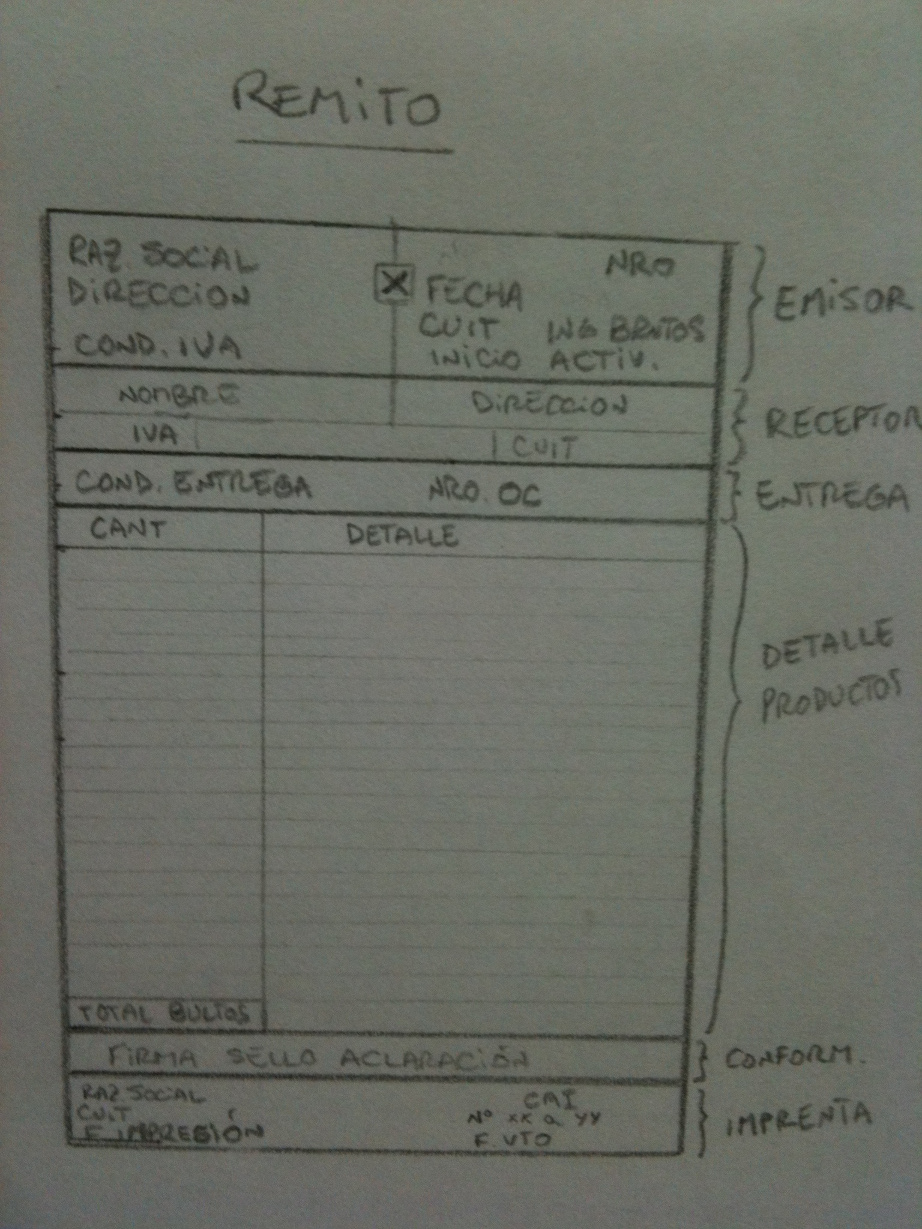 REMiTO
RAZ. SOCiAL
NRO
DiRECCiON
X
FECHA
EMiSOR
CUIT ING BRUTOS
COND. IVA
iNiCiO ACTiV.
NOMBRE
DiRECCiON
RECEPTOR
IVA
CUIT
COND. ENTREGA
NRO. OC
ENTREGA
CANT
DETALLE
DETALLE
PRODUCTOS
TOTAL BULTOS
FiRMA SELLO ACLARACiÓN
CONFORM.
RAZ. SOCiAL
CAI
CUIT
Nº XX a YY
IMPRENTA
F. IMPRESIÓN
F. VTO